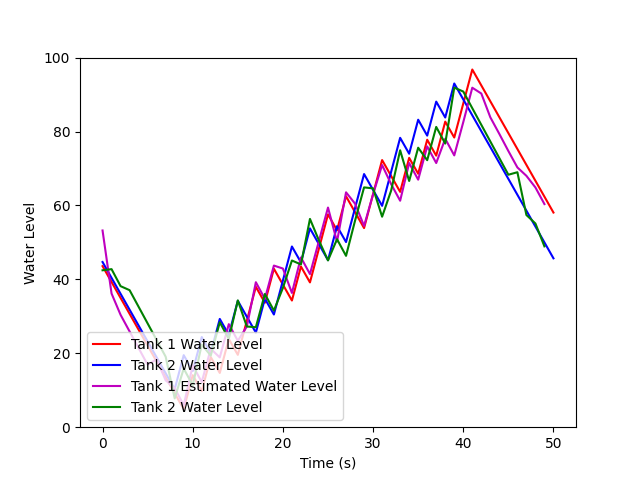 100
80
60
40
20
0
Water Level
Tank 1 Water Level
Tank 2 Water Level
Tank 1 Estimated Water Level
Tank 2 Water Level
0 10 20 30 40 50
Time (s)